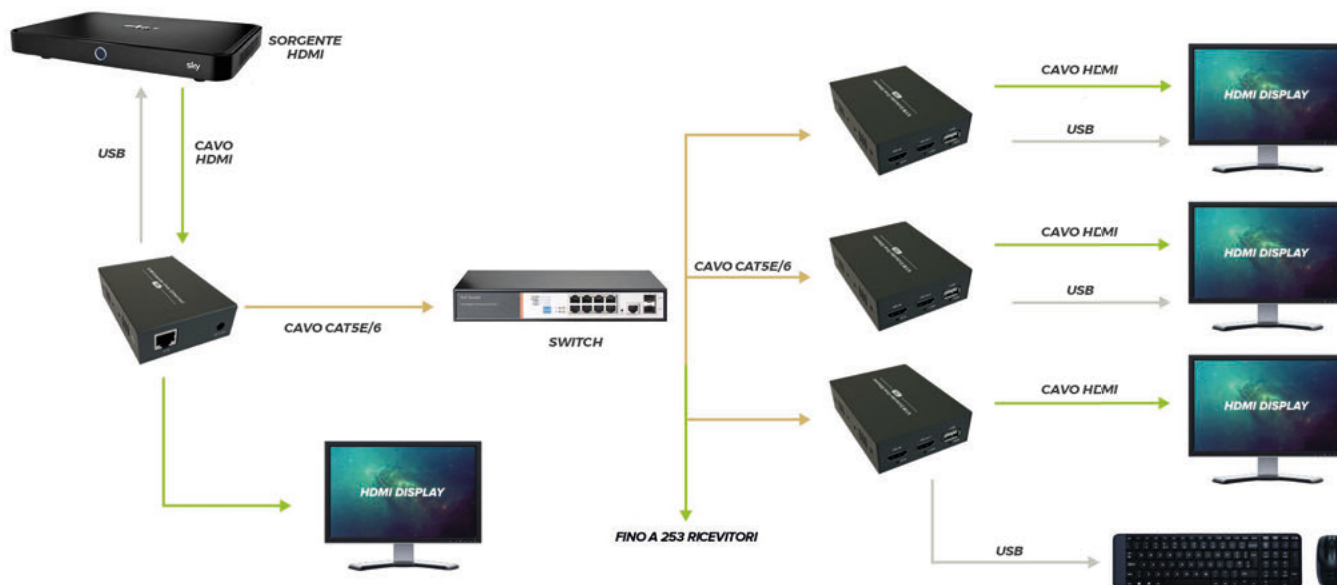 SORGENTE
HDMI
sky
USB
CAVO
HDMI
CAVO CAT5E/6
SWITCH
HDMI DISPLAY
CAVO CAT5E/6
FINO A 253 RICEVITORI
CAVO HDMI
USB
HDMI DISPLAY
CAVO HDMI
USB
HDMI DISPLAY
CAVO HDMI
HDMI DISPLAY
USB